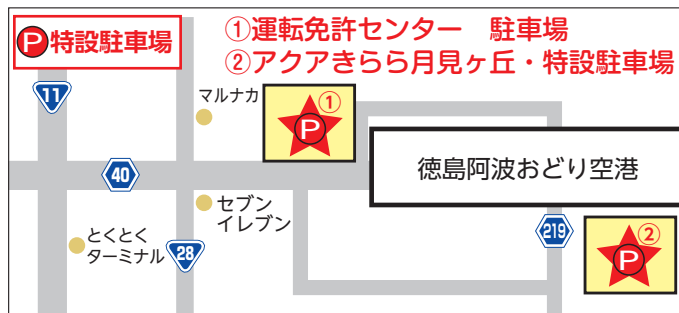 Ⓟ特設駐車場
①運転免許センター 駐車場
②アクアきらら月見ヶ丘・特設駐車場
11
マルナカ
①
P
40
徳島阿波おどり空港
セブン
イレブン
とくとく
ターミナル
28
219
②
P